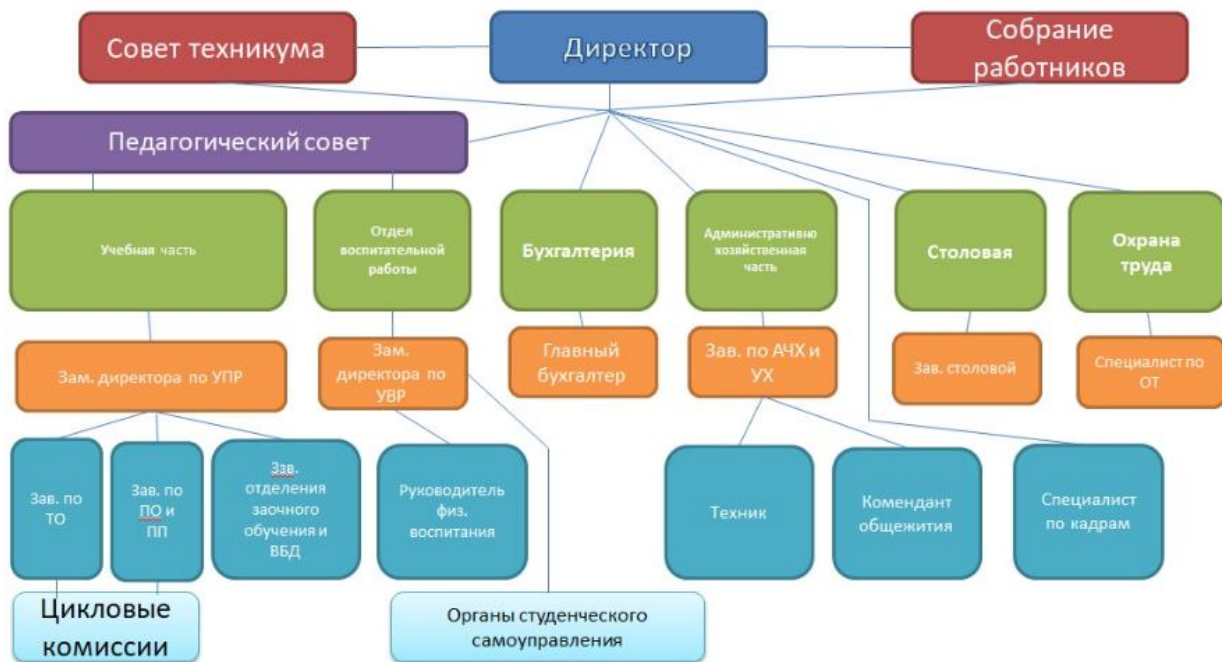 Совет техникума
Директор
Собрание
работников
Педагогический совет
Учебная часть
Отдел
воспитательной
работы
Бухгалтерия
Административно
хозяйственная
часть
Столовая
Охрана
труда
Зам. директора по УПР
Зам.
директора по
УВР
Главный
бухгалтер
Зав. по АЧХ и
УХ
Зав. столовой
Специалист по
ОТ
Зав. по
ТО
Зав. по
ПО и
ПП
Ззв.
отделения
заочного
обучения и
ВБД
Руководитель
физ.
воспитания
Техник
Комендант
общежития
Специалист
по кадрам
Цикловые
комиссии
Органы студенческого
самоуправления